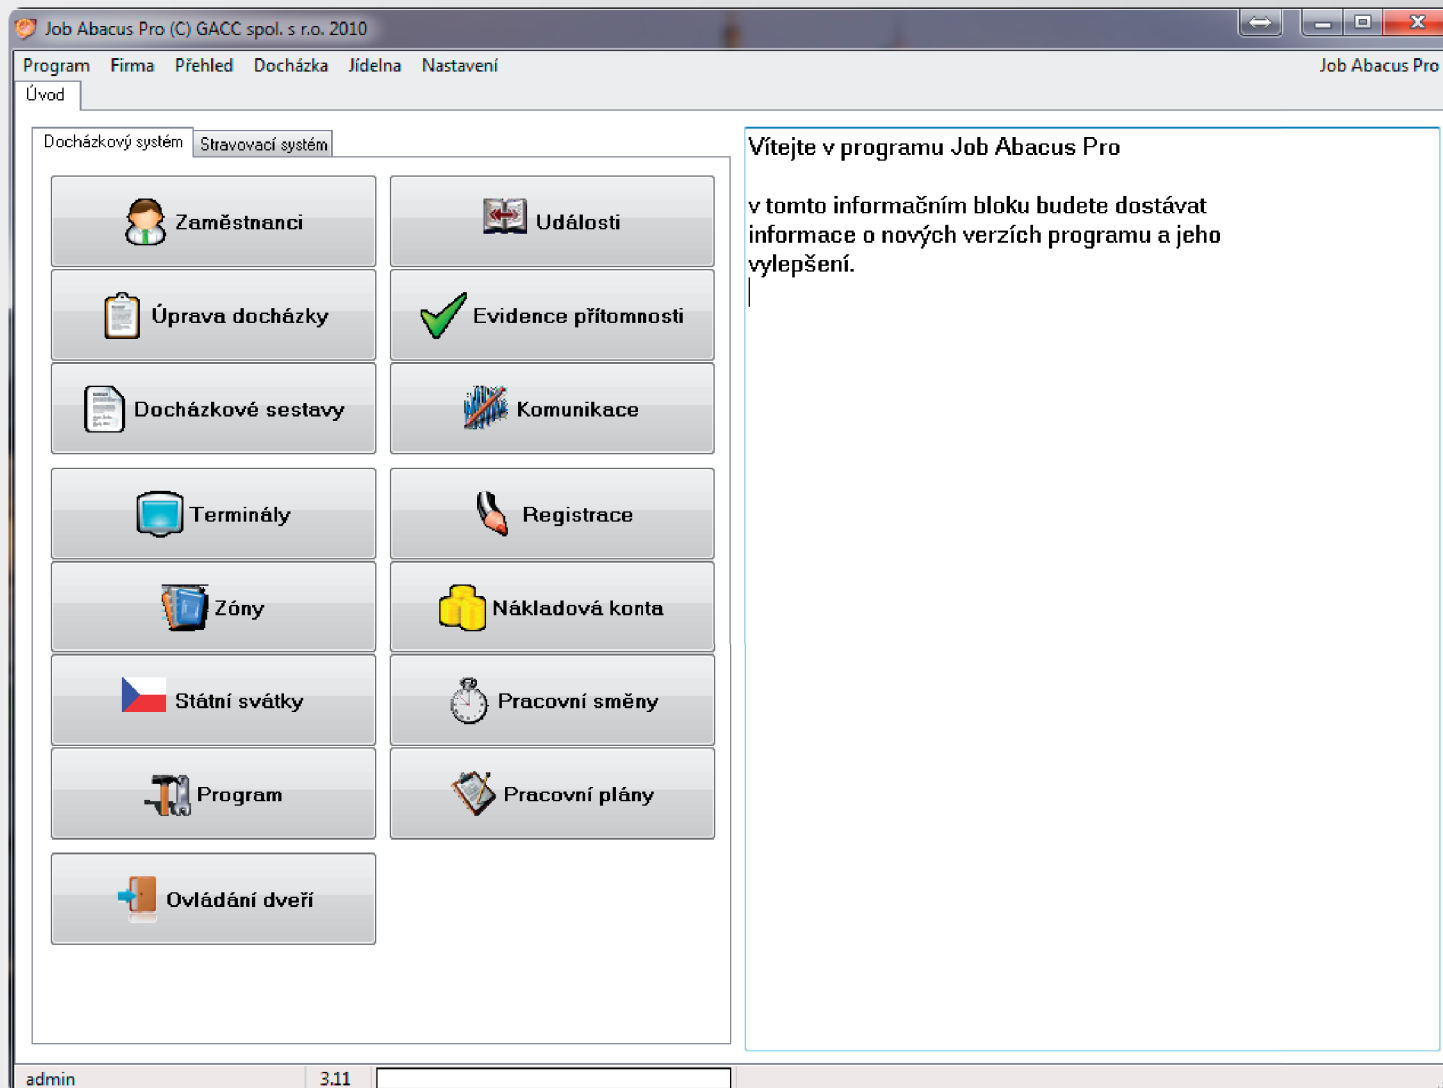 Job Abacus Pro (C) GACC spol. s r.o. 2010
Program Firma Přehled Docházka Jídelna Nastavení Job Abacus Pro
Úvod
Docházkový systém Stravovací systém
Zaměstnanci Události
Úprava docházky Evidence přítomnosti
Docházkové sestavy Komunikace
Terminály Registrace
Zóny Nákladová konta
Státní svátky Pracovní směny
Program Pracovní plány
Ovládání dveří
Vítejte v programu Job Abacus Pro
v tomto informačním bloku budete dostávat
informace o nových verzích programu a jeho
vylepšení.
admin 3.11